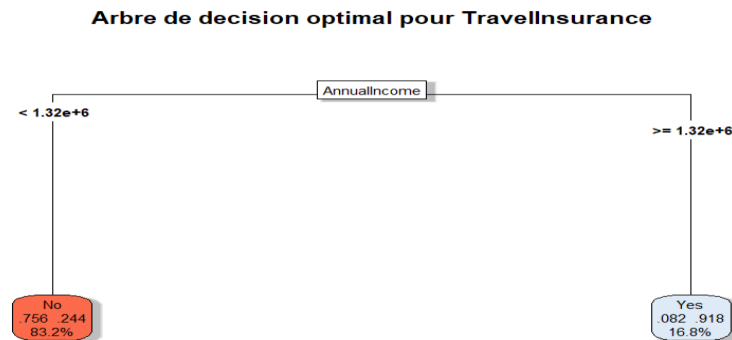 Arbre de decision optimal pour TravelInsurance
AnnualIncome
< 1.32e+6
>= 1.32e+6
No
.756 .244
83.2%
Yes
.082 .918
16.8%